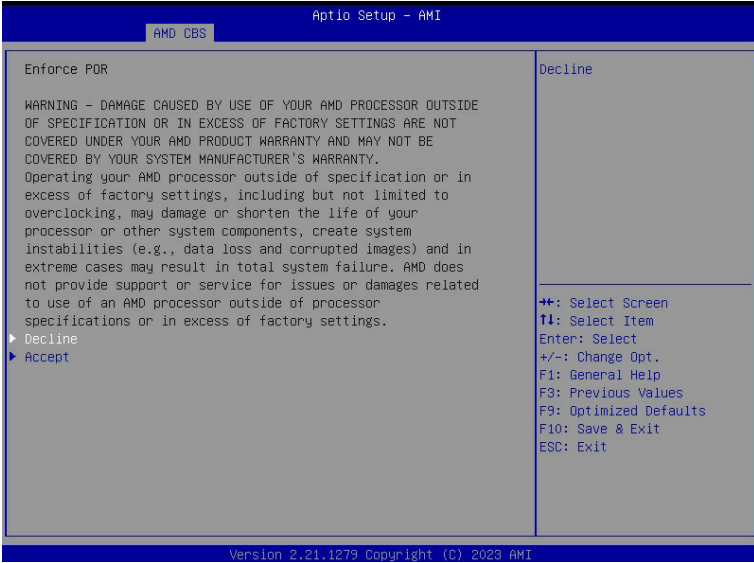 Aptio Setup – AMI
AMD CBS
Enforce POR
WARNING – DAMAGE CAUSED BY USE OF YOUR AMD PROCESSOR OUTSIDE
OF SPECIFICATION OR IN EXCESS OF FACTORY SETTINGS ARE NOT
COVERED UNDER YOUR AMD PRODUCT WARRANTY AND MAY NOT BE
COVERED BY YOUR SYSTEM MANUFACTURER'S WARRANTY.
Operating your AMD processor outside of specification or in
excess of factory settings, including but not limited to
overclocking, may damage or shorten the life of your
processor or other system components, create system
instabilities (e.g., data loss and corrupted images) and in
extreme cases may result in total system failure. AMD does
not provide support or service for issues or damages related
to use of an AMD processor outside of processor
specifications or in excess of factory settings.
Decline
Accept
Decline
→←: Select Screen
↑↓: Select Item
Enter: Select
+/-: Change Opt.
F1: General Help
F3: Previous Values
F9: Optimized Defaults
F10: Save & Exit
ESC: Exit
Version 2.21.1279 Copyright (C) 2023 AMI